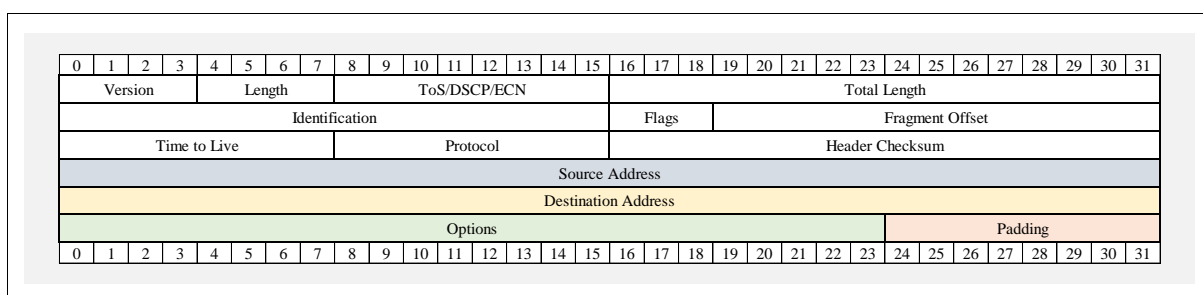 0 1 2 3 4 5 6 7 8 9 10 11 12 13 14 15 16 17 18 19 20 21 22 23 24 25 26 27 28 29 30 31
Version Length ToS/DSCP/ECN Total Length
Identification Flags Fragment Offset
Time to Live Protocol Header Checksum
Source Address
Destination Address
Options Padding
0 1 2 3 4 5 6 7 8 9 10 11 12 13 14 15 16 17 18 19 20 21 22 23 24 25 26 27 28 29 30 31